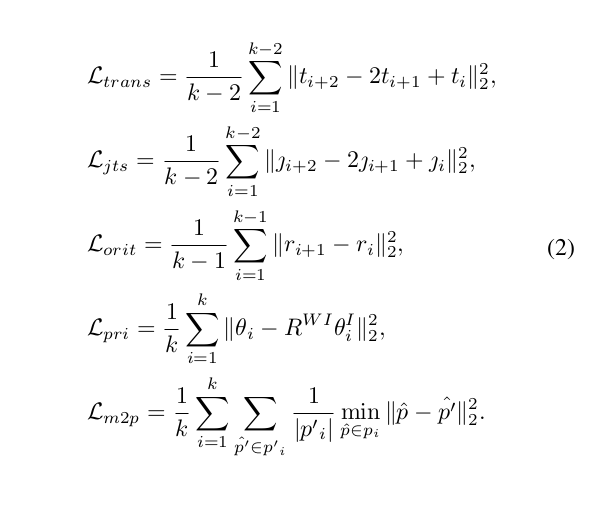 $\mathcal{L}_{trans} = \frac{1}{k-2} \sum_{i=1}^{k-2} \|t_{i+2} - 2t_{i+1} + t_i\|_2^2,$
$\mathcal{L}_{jts} = \frac{1}{k-2} \sum_{i=1}^{k-2} \|\jmath_{i+2} - 2\jmath_{i+1} + \jmath_i\|_2^2,$
$\mathcal{L}_{orit} = \frac{1}{k-1} \sum_{i=1}^{k-1} \|r_{i+1} - r_i\|_2^2,$ (2)
$\mathcal{L}_{pri} = \frac{1}{k} \sum_{i=1}^{k} \|\theta_i - R^{WI}\theta_i^I\|_2^2,$
$\mathcal{L}_{m2p} = \frac{1}{k} \sum_{i=1}^{k} \sum_{\hat{p'} \in {p'}_i} \frac{1}{|{p'}_i|} \min_{\hat{p} \in p_i} \|\hat{p} - \hat{p'}\|_2^2.$